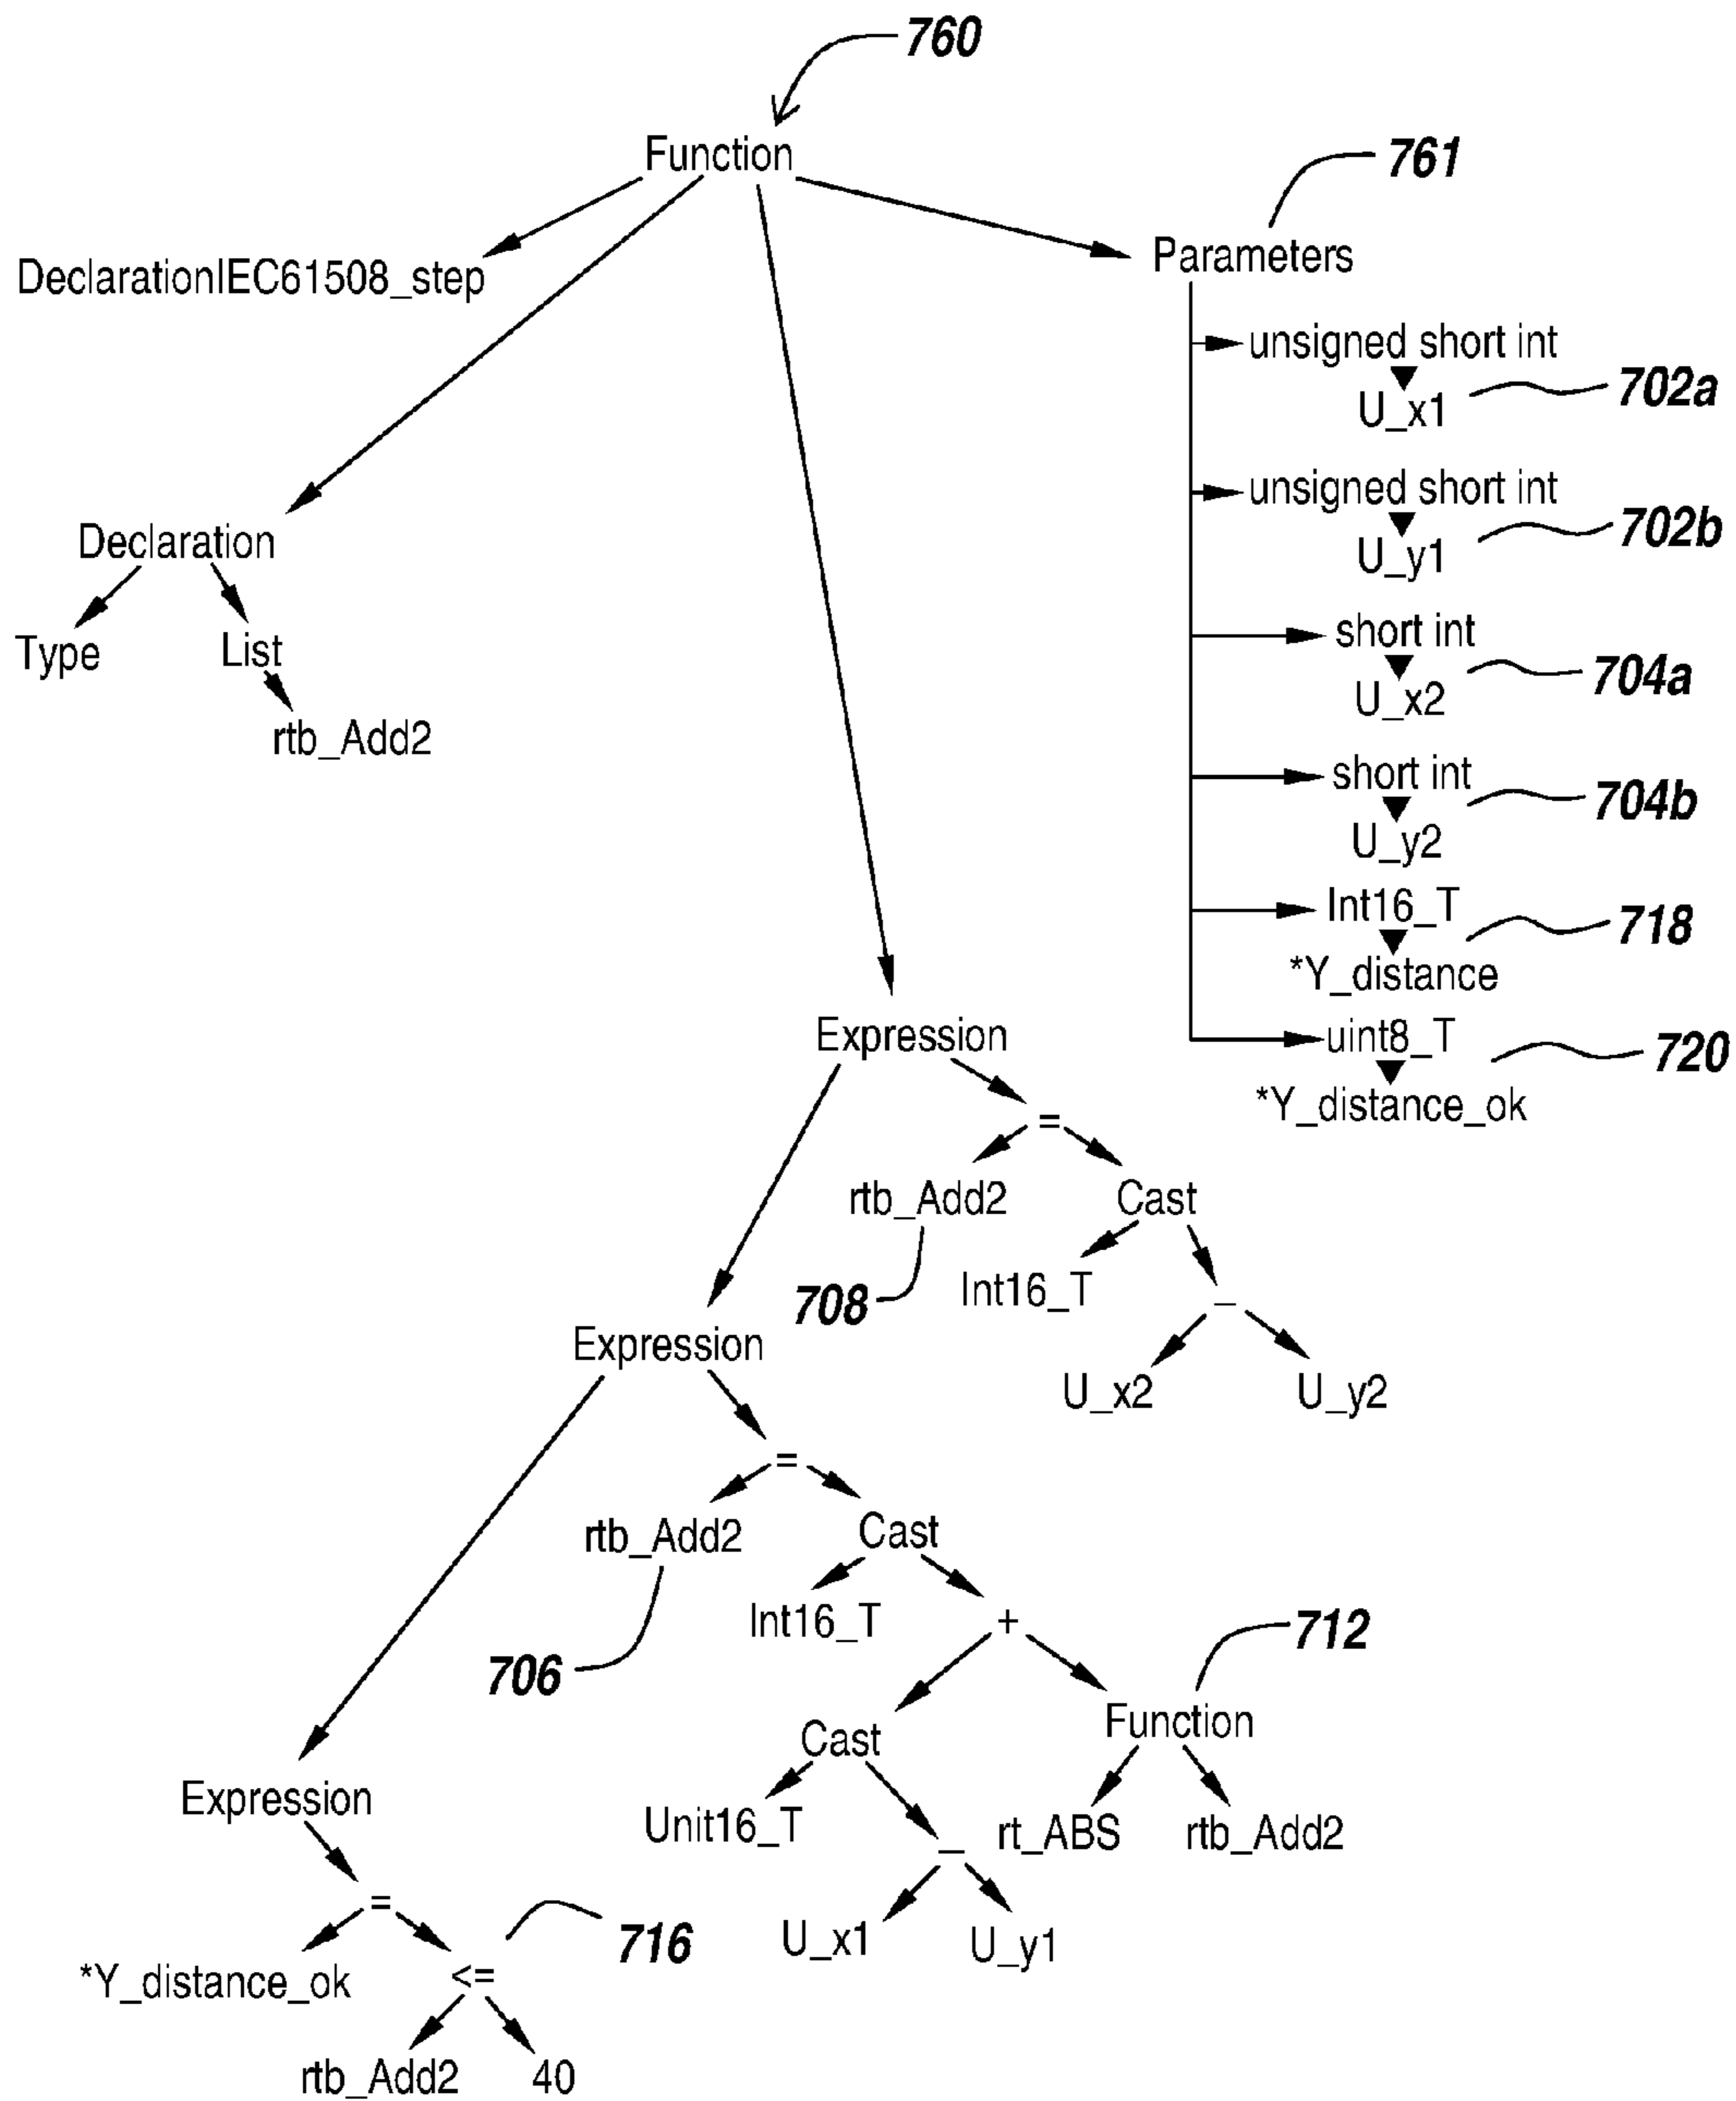 760
Function
761
DeclarationIEC61508_step
Parameters
unsigned short int
702a
U_x1
unsigned short int
702b
U_y1
Declaration
short int
Type
List
704a
U_x2
rtb_Add2
short int
704b
U_y2
Int16_T
718
*Y_distance
Expression
uint8_T
720
*Y_distance_ok
=
rtb_Add2
Cast
708
Int16_T
–
Expression
U_x2
U_y2
=
rtb_Add2
Cast
Int16_T
+
712
706
Function
Cast
Expression
Unit16_T
rt_ABS
rtb_Add2
–
=
716
U_x1
U_y1
*Y_distance_ok
<=
rtb_Add2
40